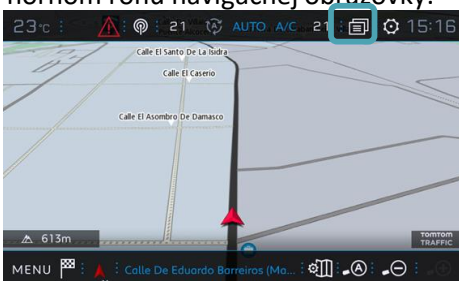 hornom rohu navigačnej obrazovky.
23°C 21 AUTO A/C 21 15:16
Calle El Santo De La Isidra
Calle El Caserio
Calle El Asombro De Damasco
613m
TOMTOM
TRAFFIC
MENU Calle De Eduardo Barreiros (Ma...